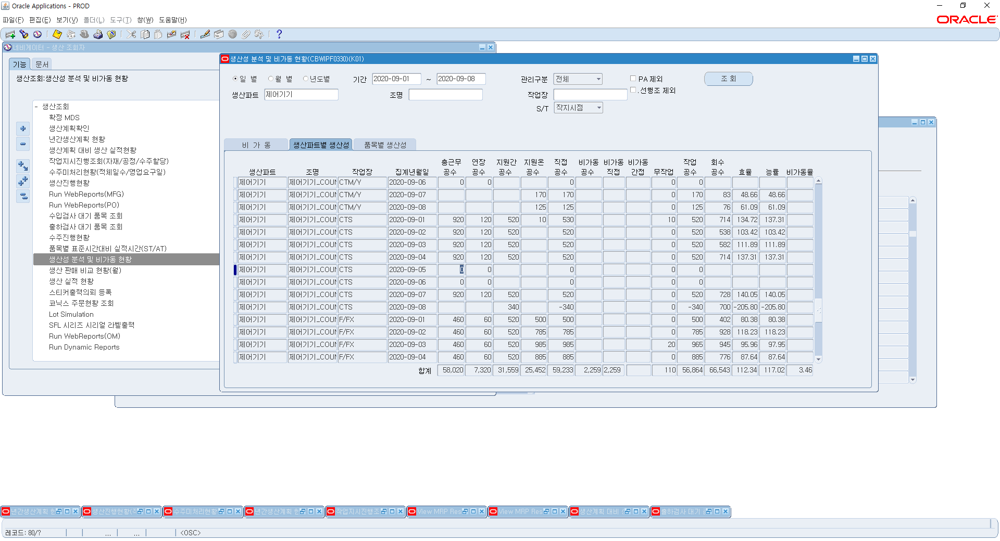 Oracle Applications - PROD
파일(F) 편집(E) 보기(V) 폴더(L) 도구(T) 창(W) 도움말(H)
ORACLE
네비게이터 - 생산 조회자
기능 문서
생산조회:생산성 분석 및 비가동 현황
- 생산조회
확정 MDS
생산계획확인
년간생산계획 현황
생산계획 대비 생산 실적현황
작업지시진행조회(자재/공정/수주할당)
수주미처리현황(적체일수/영업요구일)
생산진행현황
Run WebReports(MFG)
Run WebReports(PO)
수입검사 대기 품목 조회
출하검사 대기 품목 조회
수주진행현황
품목별 표준시간대비 실적시간(ST/AT)
생산성 분석 및 비가동 현황
생산 판매 비교 현황(월)
생산 실적 현황
스티커출력의뢰 등록
코닉스 주문현황 조회
Lot Simulation
SFL 시리즈 시리얼 라벨출력
Run WebReports(OM)
Run Dynamic Reports
생산성 분석 및 비가동 현황(CBWIPF0330)(K01)
일 별 월 별 년도별 기간 2020-09-01 ~ 2020-09-08 관리구분 전체 PA 제외 조 회
생산파트 제어기기 조명 작업장 .선행조 제외
S/T 작지시점
비 가 동 생산파트별 생산성 품목별 생산성
총근무 연장 지원간 지원온 직접 비가동 비가동 비가동 작업 회수
생산파트 조명 작업장 집계년월일 공수 공수 공수 공수 공수 공수 직접 간접 무작업 공수 공수 효율 능률 비가동율
제어기기 제어기기_COUN CTM/Y 2020-09-06 0 0 0 0 0
제어기기 제어기기_COUN CTM/Y 2020-09-07 170 170 0 170 83 48.66 48.66
제어기기 제어기기_COUN CTM/Y 2020-09-08 125 125 0 125 76 61.09 61.09
제어기기 제어기기_COUN CTS 2020-09-01 920 120 520 10 530 10 520 714 134.72 137.31
제어기기 제어기기_COUN CTS 2020-09-02 920 120 520 520 0 520 538 103.42 103.42
제어기기 제어기기_COUN CTS 2020-09-03 920 120 520 520 0 520 582 111.89 111.89
제어기기 제어기기_COUN CTS 2020-09-04 920 120 520 520 0 520 714 137.31 137.31
제어기기 제어기기_COUN CTS 2020-09-05 0 0 0 0 0
제어기기 제어기기_COUN CTS 2020-09-06 0 0 0 0 0
제어기기 제어기기_COUN CTS 2020-09-07 920 120 520 520 0 520 728 140.05 140.05
제어기기 제어기기_COUN CTS 2020-09-08 340 -340 0 -340 700 -205.80 -205.80
제어기기 제어기기_COUN F/FX 2020-09-01 460 60 520 500 500 0 500 402 80.38 80.38
제어기기 제어기기_COUN F/FX 2020-09-02 460 60 520 785 785 0 785 928 118.23 118.23
제어기기 제어기기_COUN F/FX 2020-09-03 460 60 520 985 985 20 965 945 95.96 97.95
제어기기 제어기기_COUN F/FX 2020-09-04 460 60 520 885 885 0 885 776 87.64 87.64
합계 58,020 7,320 31,559 25,452 59,233 2,259 2,259 110 56,864 66,543 112.34 117.02 3.46
년간생산계획 현 생산진행현황( 수주미처리현황 년간생산계획 현 작업지시진행조 View MRP Res View MRP Res 생산계획 대비 출하검사 대기
레코드: 80/? ... ... <OSC>